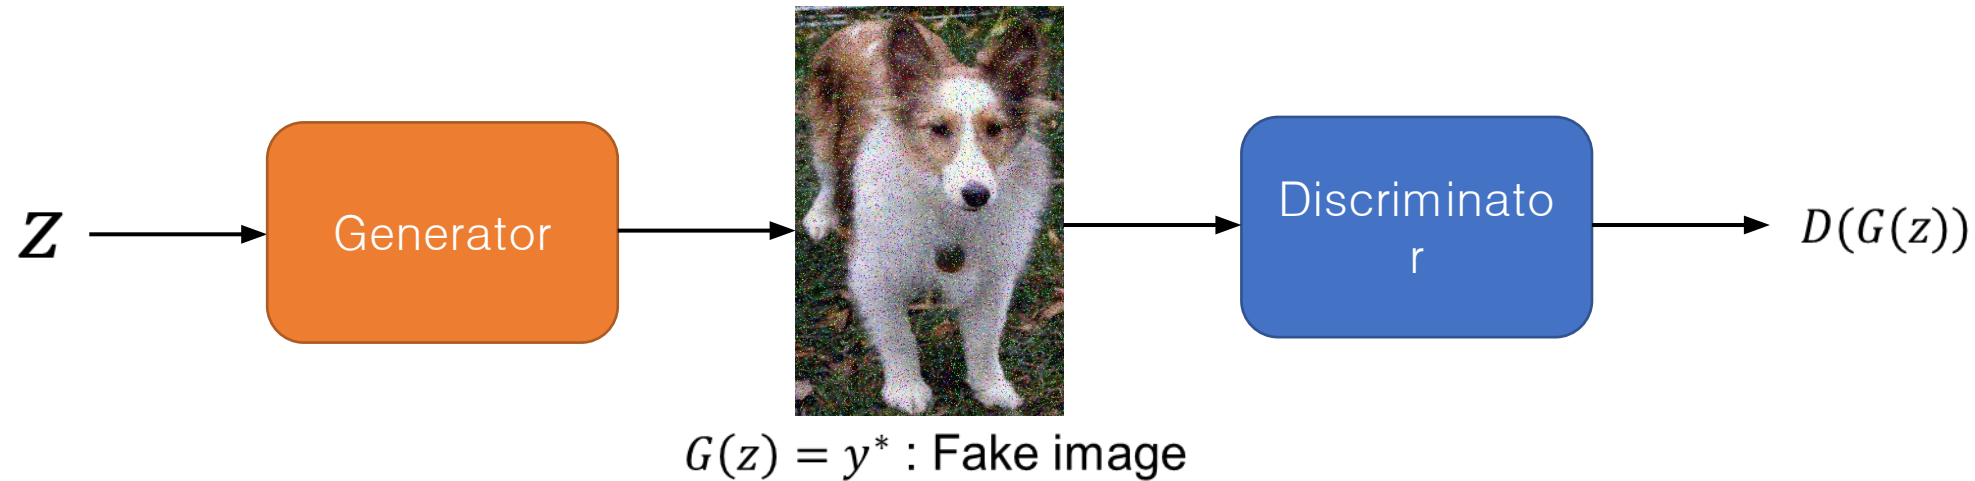 z
Generator
Discriminato
r
D(G(z))
G(z) = y* : Fake image